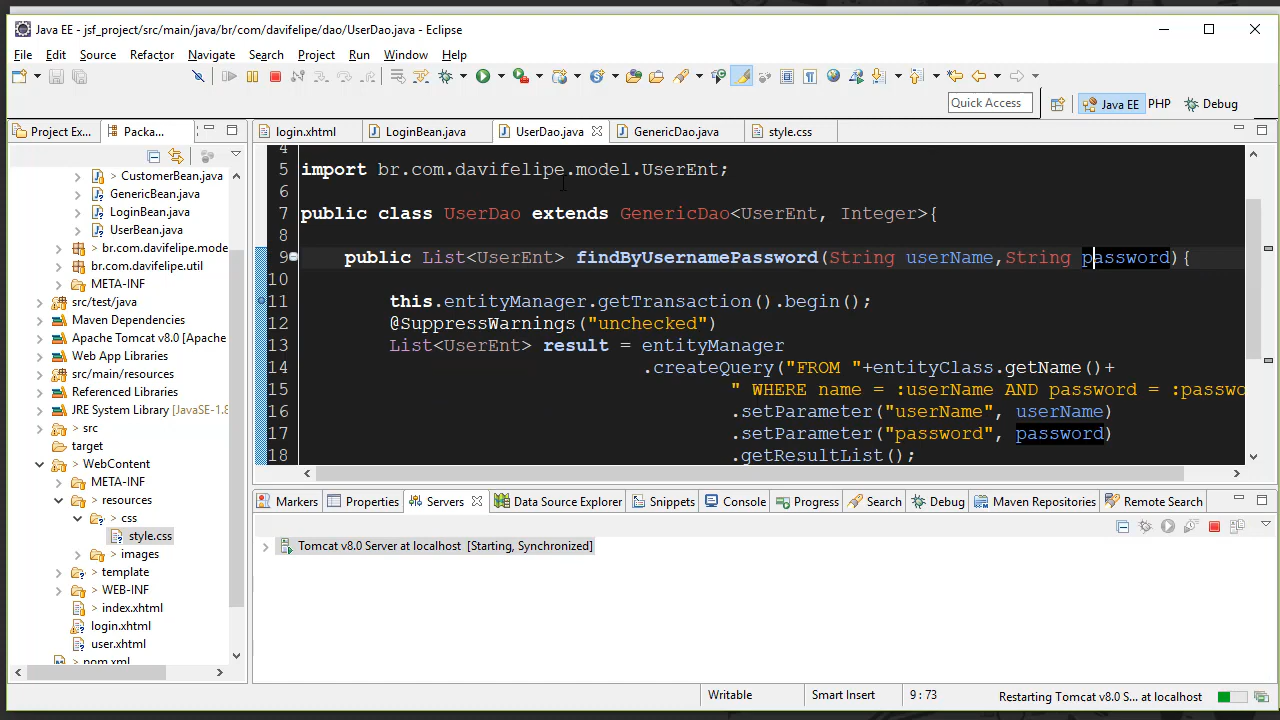 Java EE - jsf_project/src/main/java/br/com/davifelipe/dao/UserDao.java - Eclipse
File Edit Source Refactor Navigate Search Project Run Window Help
Quick Access Java EE PHP Debug
Project Ex... Packa...
login.xhtml LoginBean.java UserDao.java GenericDao.java style.css
CustomerBean.java
GenericBean.java
LoginBean.java
UserBean.java
br.com.davifelipe.mode
br.com.davifelipe.util
META-INF
src/test/java
Maven Dependencies
Apache Tomcat v8.0 [Apache
Web App Libraries
src/main/resources
Referenced Libraries
JRE System Library [JavaSE-1.8
> src
target
> WebContent
META-INF
> resources
> css
style.css
> images
template
WEB-INF
> index.xhtml
login.xhtml
user.xhtml
> pom.xml
4
5 import br.com.davifelipe.model.UserEnt;
6
7 public class UserDao extends GenericDao<UserEnt, Integer>{
8
9 public List<UserEnt> findByUsernamePassword(String userName,String password){
10
11 this.entityManager.getTransaction().begin();
12 @SuppressWarnings("unchecked")
13 List<UserEnt> result = entityManager
14 .createQuery("FROM "+entityClass.getName()+
15 " WHERE name = :userName AND password = :passwo
16 .setParameter("userName", userName)
17 .setParameter("password", password)
18 .getResultList();
Markers Properties Servers Data Source Explorer Snippets Console Progress Search Debug Maven Repositories Remote Search
Tomcat v8.0 Server at localhost [Starting, Synchronized]
Writable Smart Insert 9 : 73 Restarting Tomcat v8.0 S... at localhost